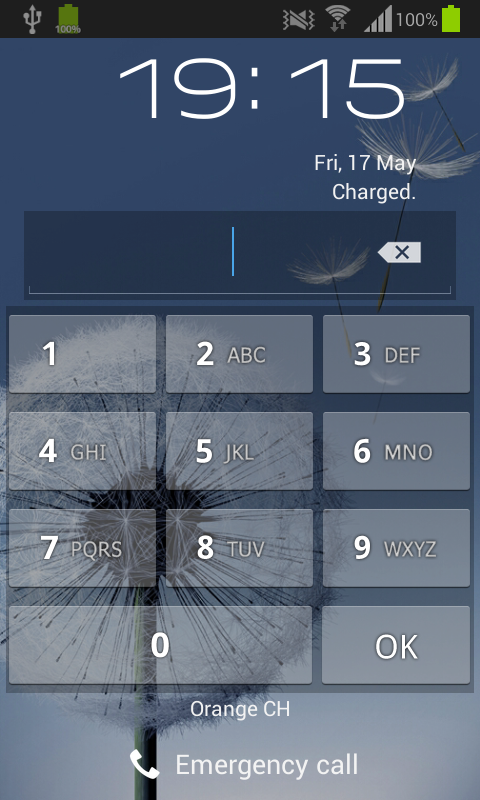 100% 100%
19:15
Fri, 17 May
Charged.
1 2 ABC 3 DEF
4 GHI 5 JKL 6 MNO
7 PQRS 8 TUV 9 WXYZ
0 OK
Orange CH
Emergency call